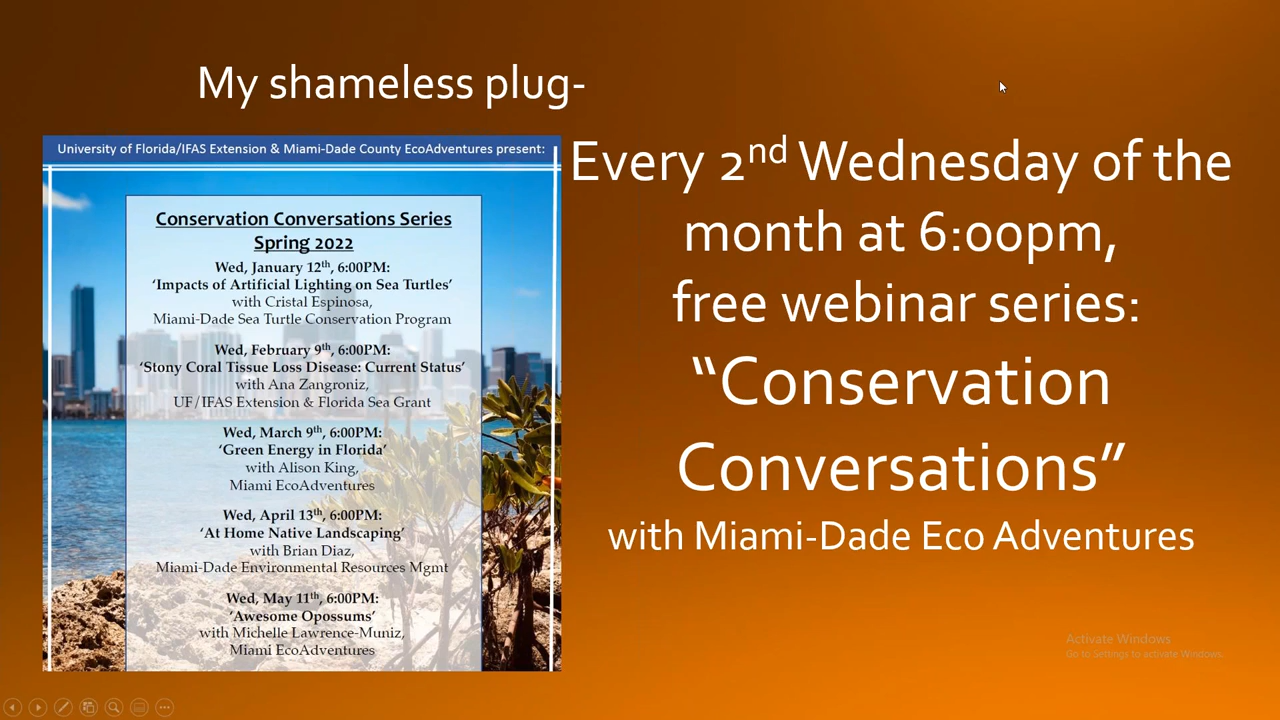 My shameless plug-
University of Florida/IFAS Extension & Miami-Dade County EcoAdventures present:
Conservation Conversations Series
Spring 2022
Wed, January 12th, 6:00PM:
‘Impacts of Artificial Lighting on Sea Turtles’
with Cristal Espinosa,
Miami-Dade Sea Turtle Conservation Program
Wed, February 9th, 6:00PM:
‘Stony Coral Tissue Loss Disease: Current Status’
with Ana Zangroniz,
UF/IFAS Extension & Florida Sea Grant
Wed, March 9th, 6:00PM:
‘Green Energy in Florida’
with Alison King,
Miami EcoAdventures
Wed, April 13th, 6:00PM:
‘At Home Native Landscaping’
with Brian Diaz,
Miami-Dade Environmental Resources Mgmt
Wed, May 11th, 6:00PM:
‘Awesome Opossums’
with Michelle Lawrence-Muniz,
Miami EcoAdventures
Every 2nd Wednesday of the
month at 6:00pm,
free webinar series:
“Conservation
Conversations”
with Miami-Dade Eco Adventures
Activate Windows
Go to Settings to activate Windows.